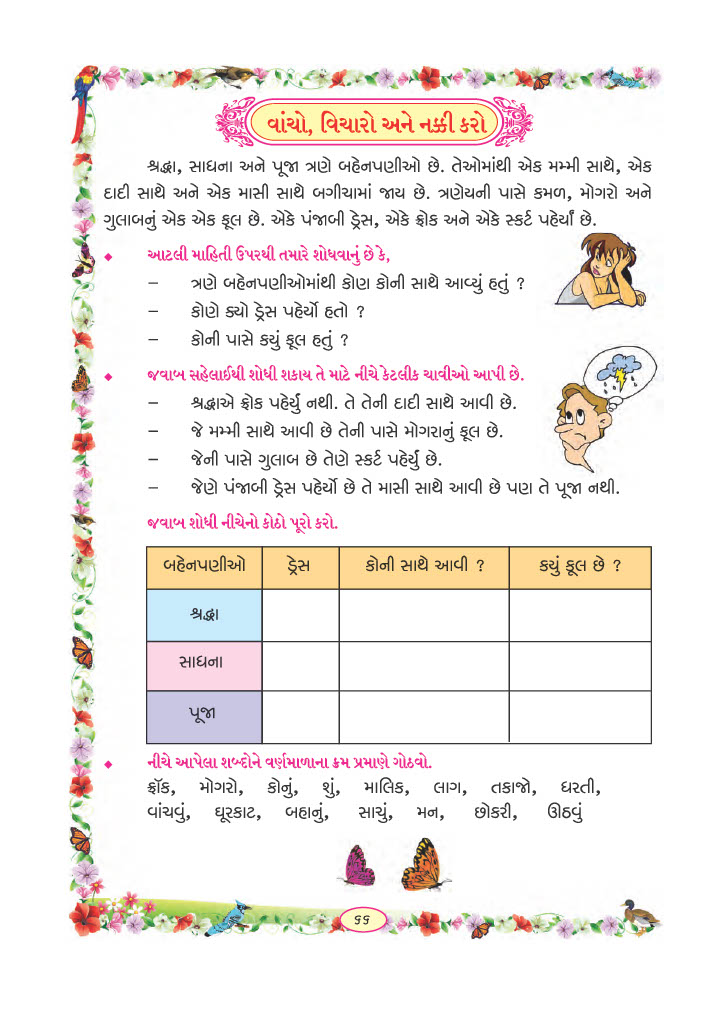 વાંચો, વિચારો અને નક્કી કરો
શ્રદ્ધા, સાધના અને પૂજા ત્રણે બહેનપણીઓ છે. તેઓમાંથી એક મમ્મી સાથે, એક
દાદી સાથે અને એક માસી સાથે બગીચામાં જાય છે. ત્રણેયની પાસે કમળ, મોગરો અને
ગુલાબનું એક એક ફૂલ છે. એકે પંજાબી ડ્રેસ, એકે ફ્રોક અને એકે સ્કર્ટ પહેર્યાં છે.
◆ આટલી માહિતી ઉપરથી તમારે શોધવાનું છે કે,
– ત્રણે બહેનપણીઓમાંથી કોણ કોની સાથે આવ્યું હતું ?
– કોણે ક્યો ડ્રેસ પહેર્યો હતો ?
– કોની પાસે કયું ફૂલ હતું ?
◆ જવાબ સહેલાઈથી શોધી શકાય તે માટે નીચે કેટલીક ચાવીઓ આપી છે.
– શ્રદ્ધાએ ફ્રોક પહેર્યું નથી. તે તેની દાદી સાથે આવી છે.
– જે મમ્મી સાથે આવી છે તેની પાસે મોગરાનું ફૂલ છે.
– જેની પાસે ગુલાબ છે તેણે સ્કર્ટ પહેર્યું છે.
– જેણે પંજાબી ડ્રેસ પહેર્યો છે તે માસી સાથે આવી છે પણ તે પૂજા નથી.
જવાબ શોધી નીચેનો કોઠો પૂરો કરો.
બહેનપણીઓ ડ્રેસ કોની સાથે આવી ? કયું ફૂલ છે ?
શ્રદ્ધા
સાધના
પૂજા
◆ નીચે આપેલા શબ્દોને વર્ણમાળાના ક્રમ પ્રમાણે ગોઠવો.
ફ્રૉક, મોગરો, કોનું, શું, માલિક, લાગ, તકાજો, ધરતી,
વાંચવું, ઘૂરકાટ, બહાનું, સાચું, મન, છોકરી, ઊઠવું
૬૬